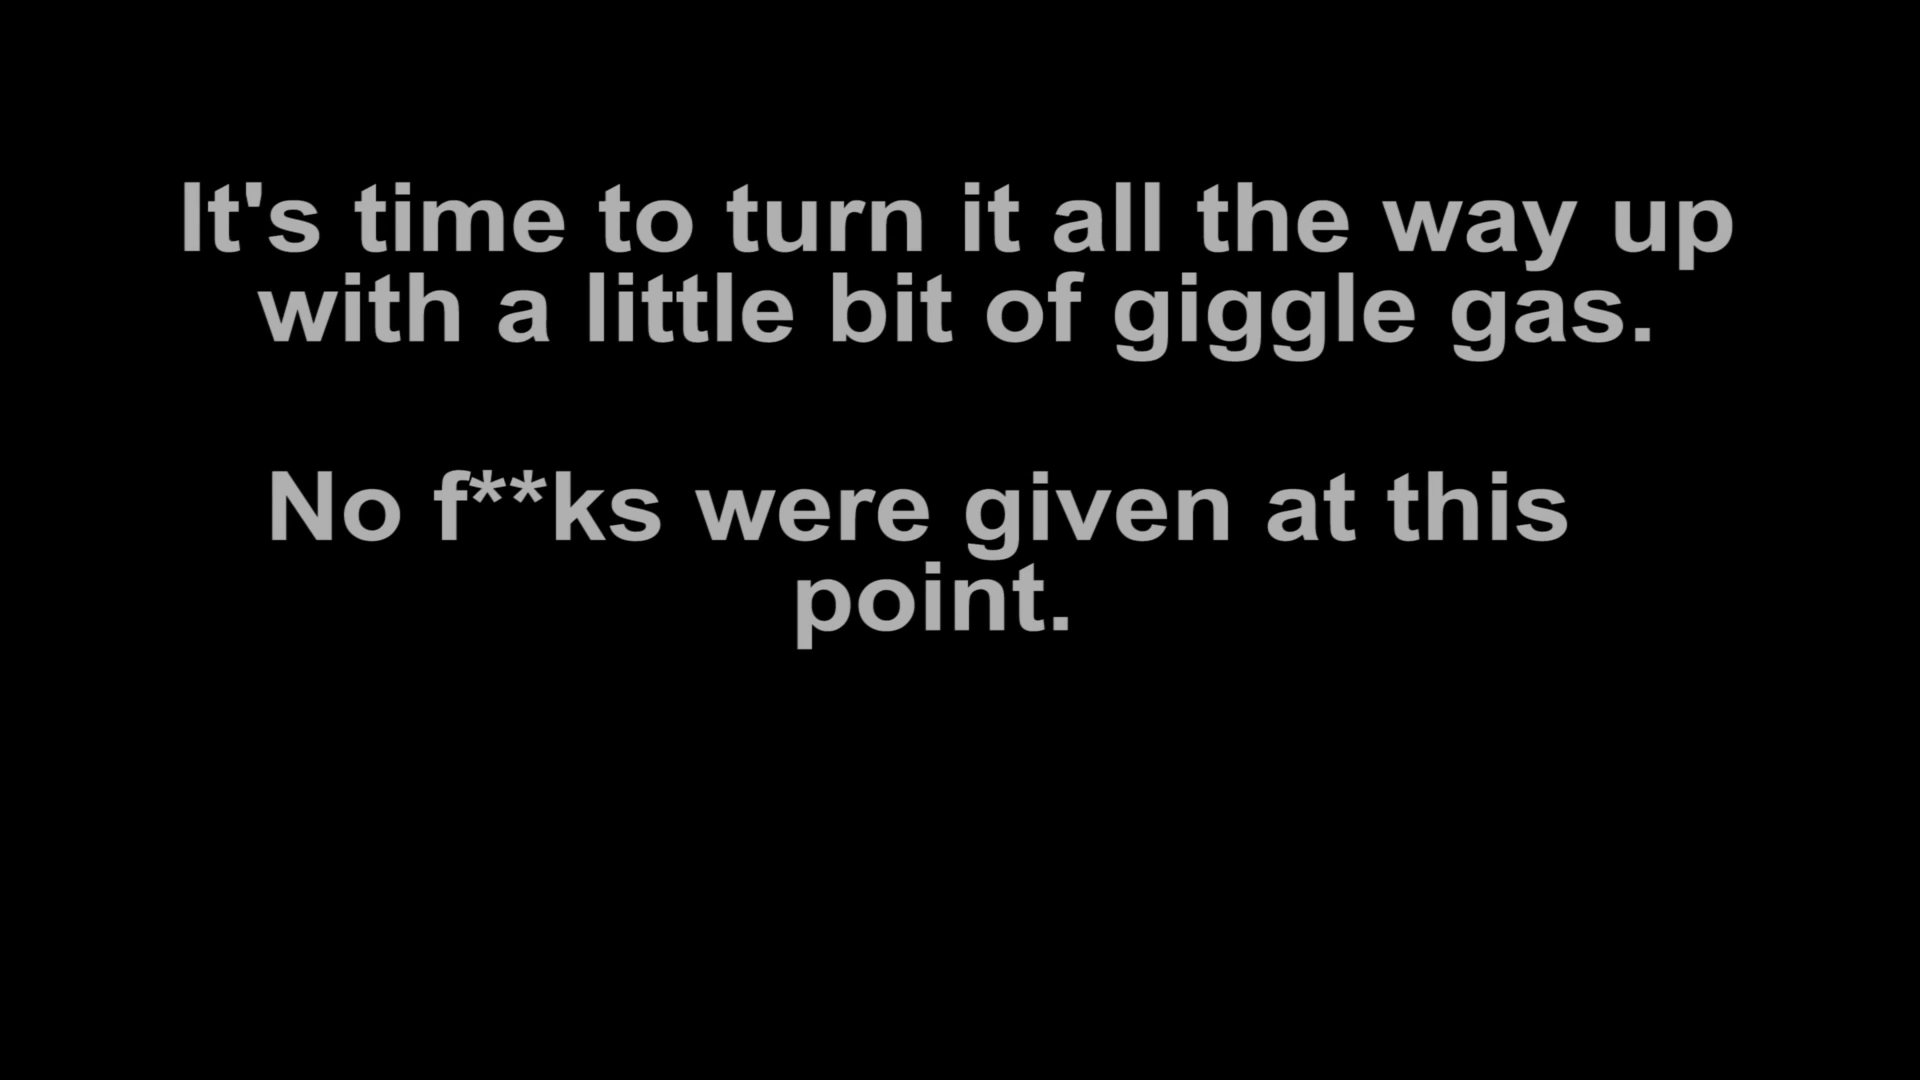 It's time to turn it all the way up
with a little bit of giggle gas.
No f**ks were given at this
point.